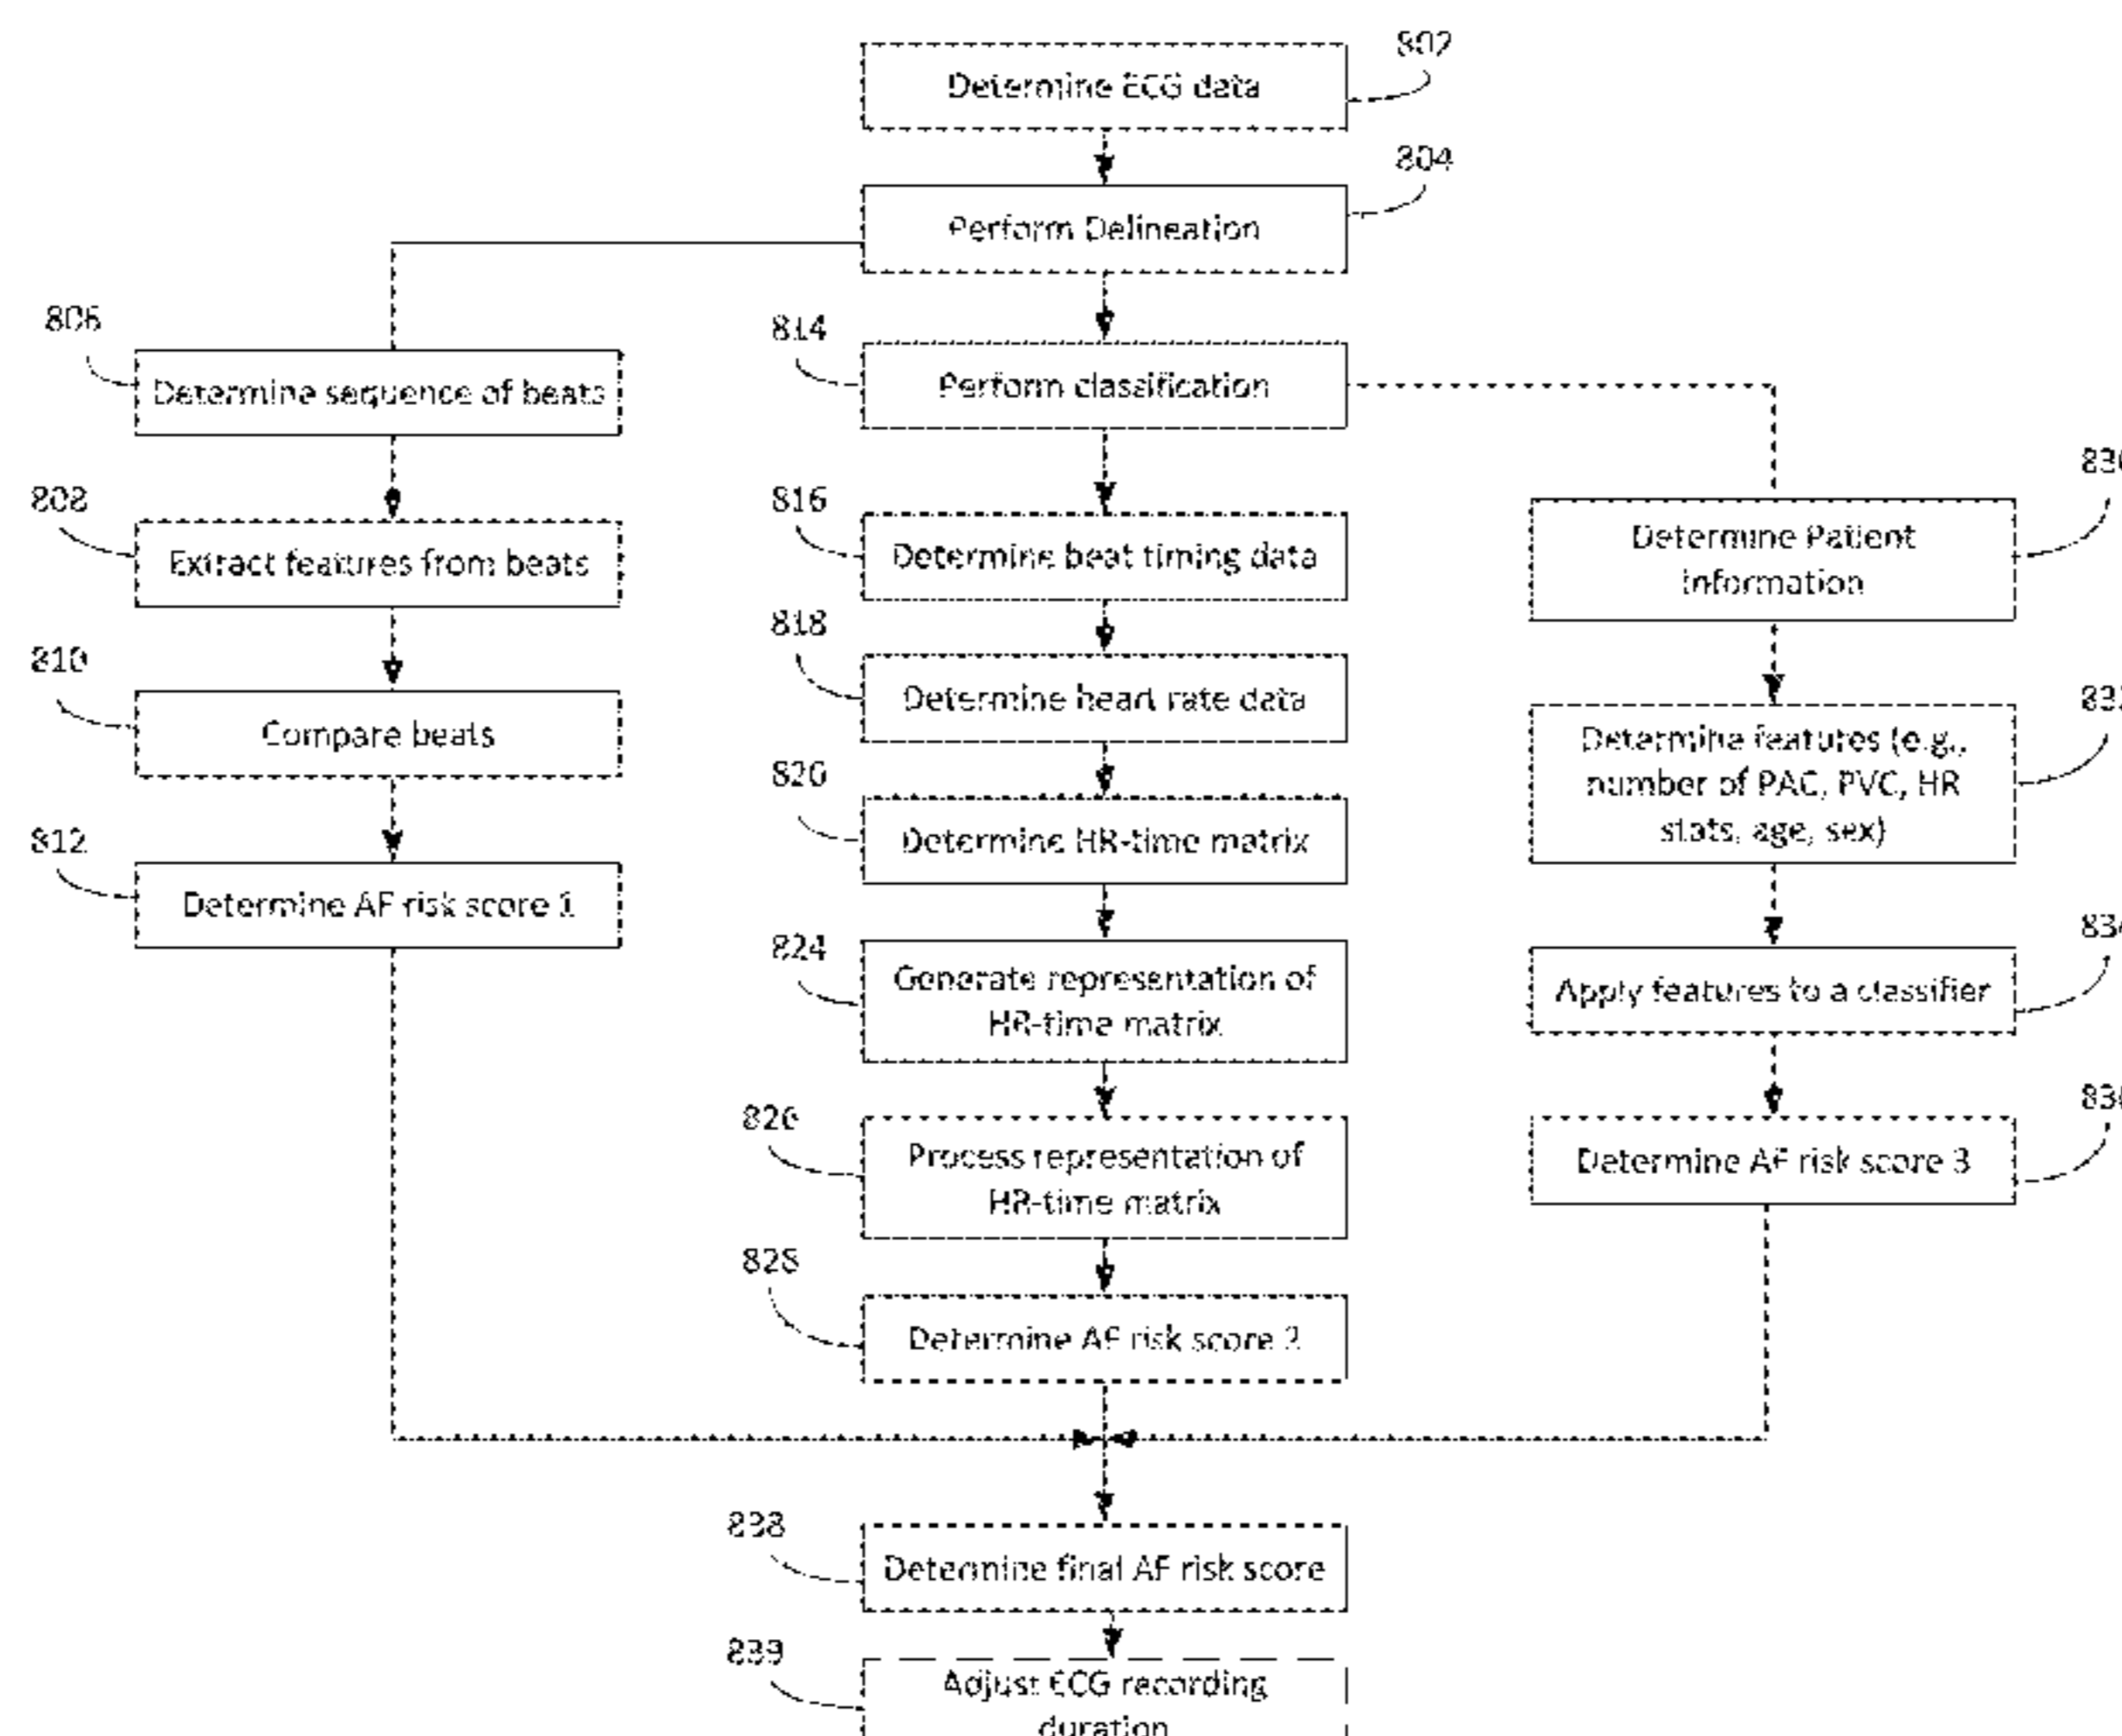 802
Determine ECG data
804
Perform Delineation
806
Determine sequence of beats
814
Perform classification
808
Extract features from beats
816
Determine beat timing data
Determine Patient
information
818
Determine heart rate data
810
Compare beats
Determine features (e.g.,
number of PAC, PVC, HR
stats, age, sex)
820
Determine HR-time matrix
812
Determine AF risk score 1
824
Generate representation of
HR-time matrix
Apply features to a classifier
826
Process representation of
HR-time matrix
Determine AF risk score 3
828
Determine AF risk score 2
838
Determine final AF risk score
839
Adjust ECG recording
duration